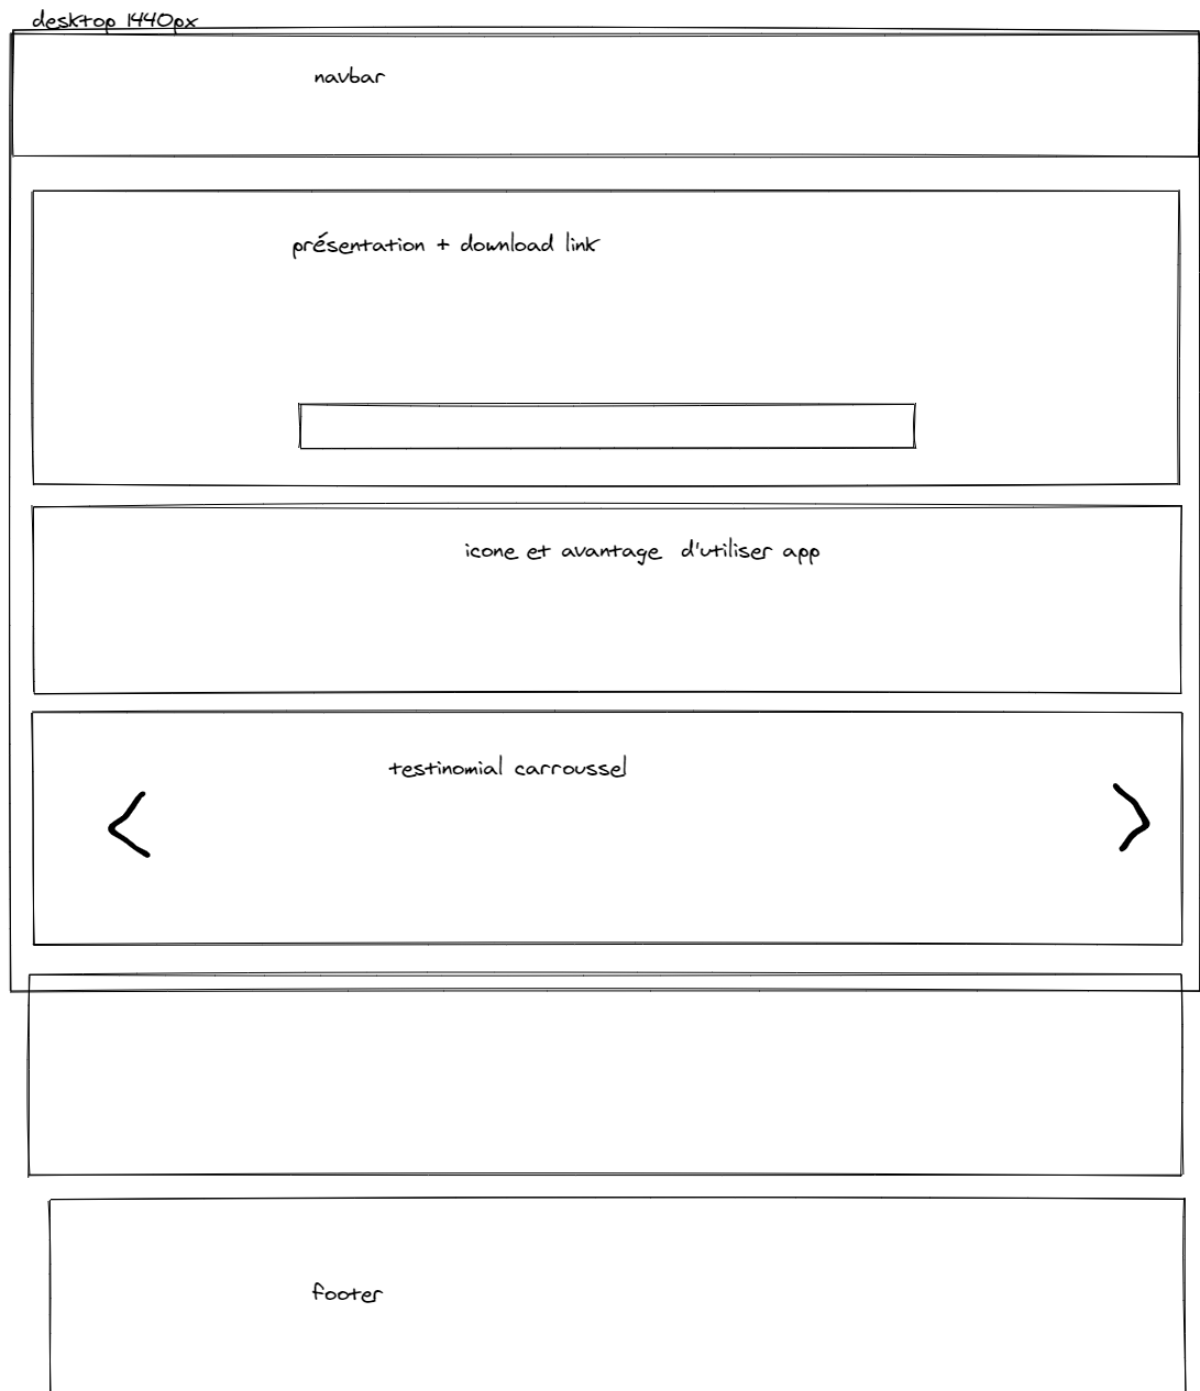 desktop 1440px
navbar
présentation + download link
icone et avantage d'utiliser app
testinomial carroussel
footer